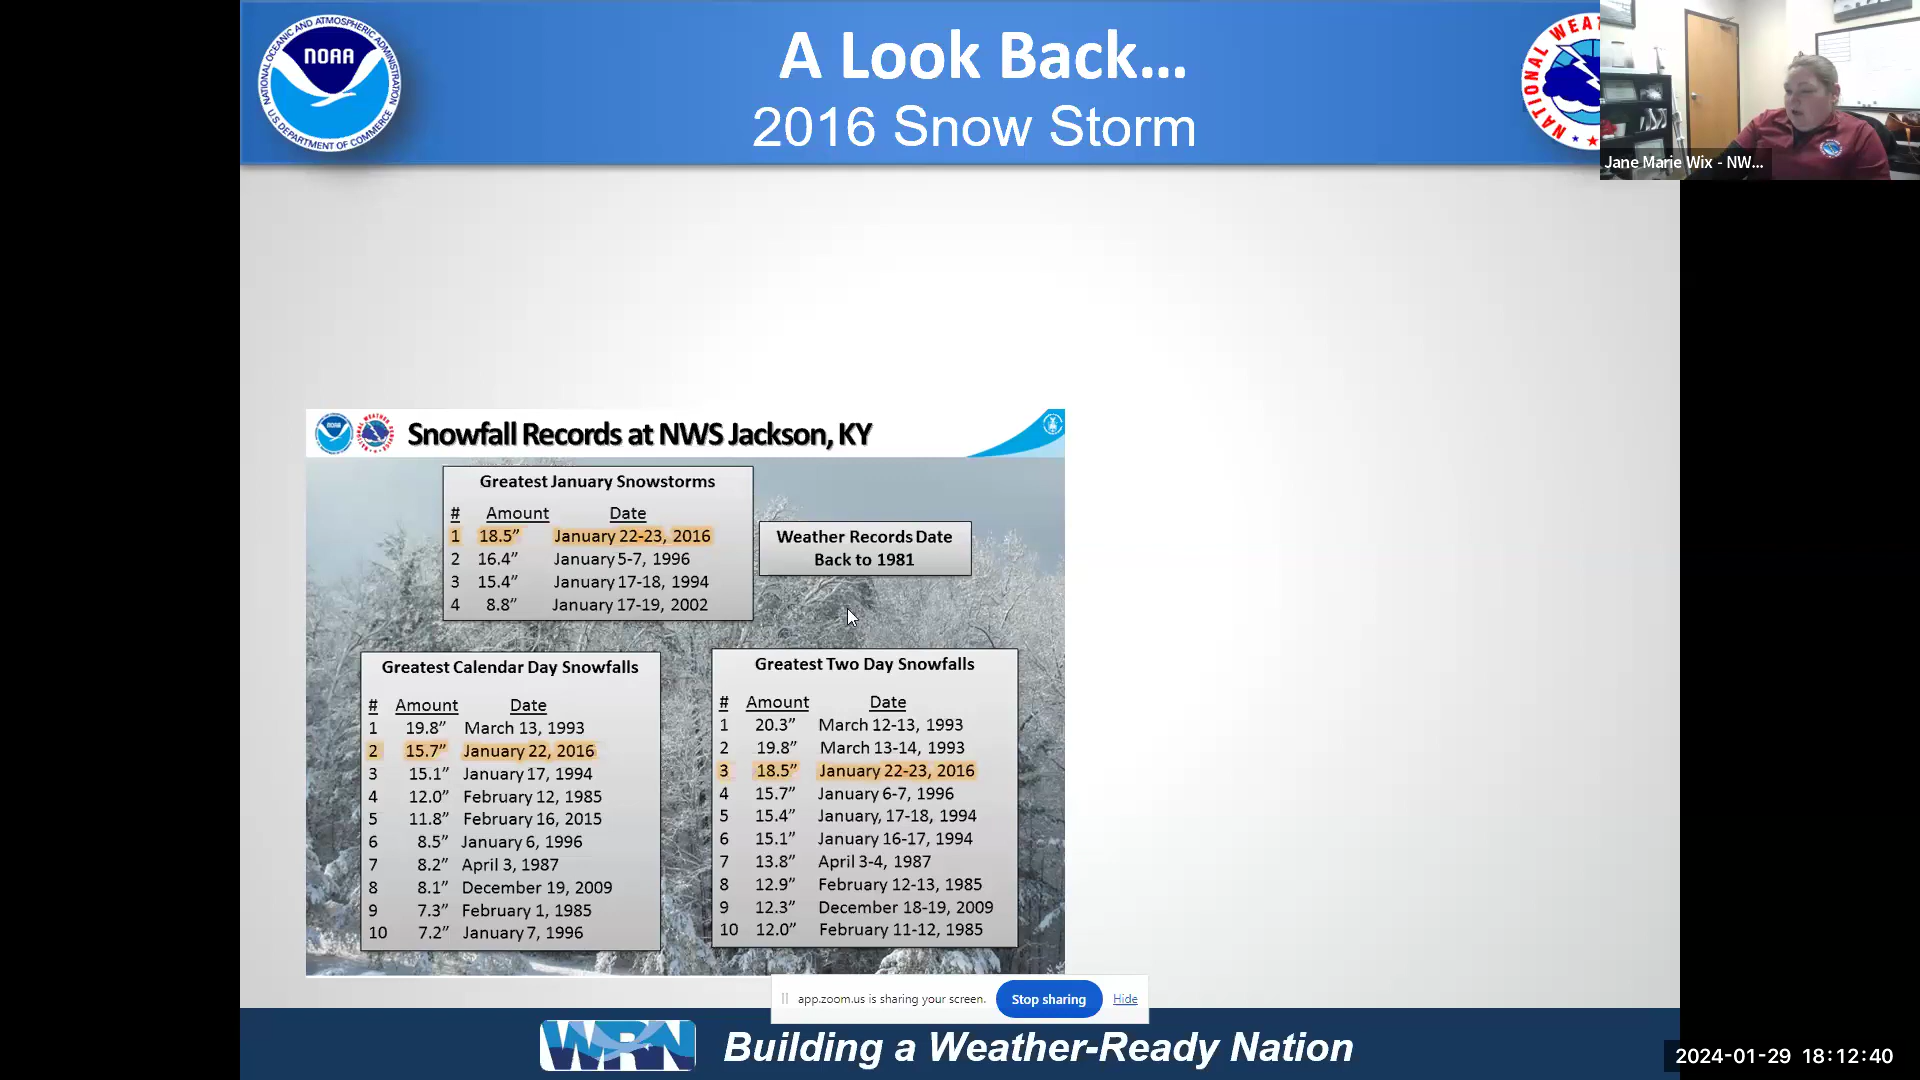 A Look Back...
2016 Snow Storm
NATIONAL OCEANIC AND ATMOSPHERIC ADMINISTRATION
NOAA
U.S. DEPARTMENT OF COMMERCE
Jane Marie Wix - NW...
Snowfall Records at NWS Jackson, KY
Greatest January Snowstorms
# Amount Date
1 18.5” January 22-23, 2016
2 16.4” January 5-7, 1996
3 15.4” January 17-18, 1994
4 8.8” January 17-19, 2002
Weather Records Date
Back to 1981
Greatest Calendar Day Snowfalls
# Amount Date
1 19.8” March 13, 1993
2 15.7” January 22, 2016
3 15.1” January 17, 1994
4 12.0” February 12, 1985
5 11.8” February 16, 2015
6 8.5” January 6, 1996
7 8.2” April 3, 1987
8 8.1” December 19, 2009
9 7.3” February 1, 1985
10 7.2” January 7, 1996
Greatest Two Day Snowfalls
# Amount Date
1 20.3” March 12-13, 1993
2 19.8” March 13-14, 1993
3 18.5” January 22-23, 2016
4 15.7” January 6-7, 1996
5 15.4” January, 17-18, 1994
6 15.1” January 16-17, 1994
7 13.8” April 3-4, 1987
8 12.9” February 12-13, 1985
9 12.3” December 18-19, 2009
10 12.0” February 11-12, 1985
app.zoom.us is sharing your screen. Stop sharing Hide
WRN Building a Weather-Ready Nation
2024-01-29 18:12:40